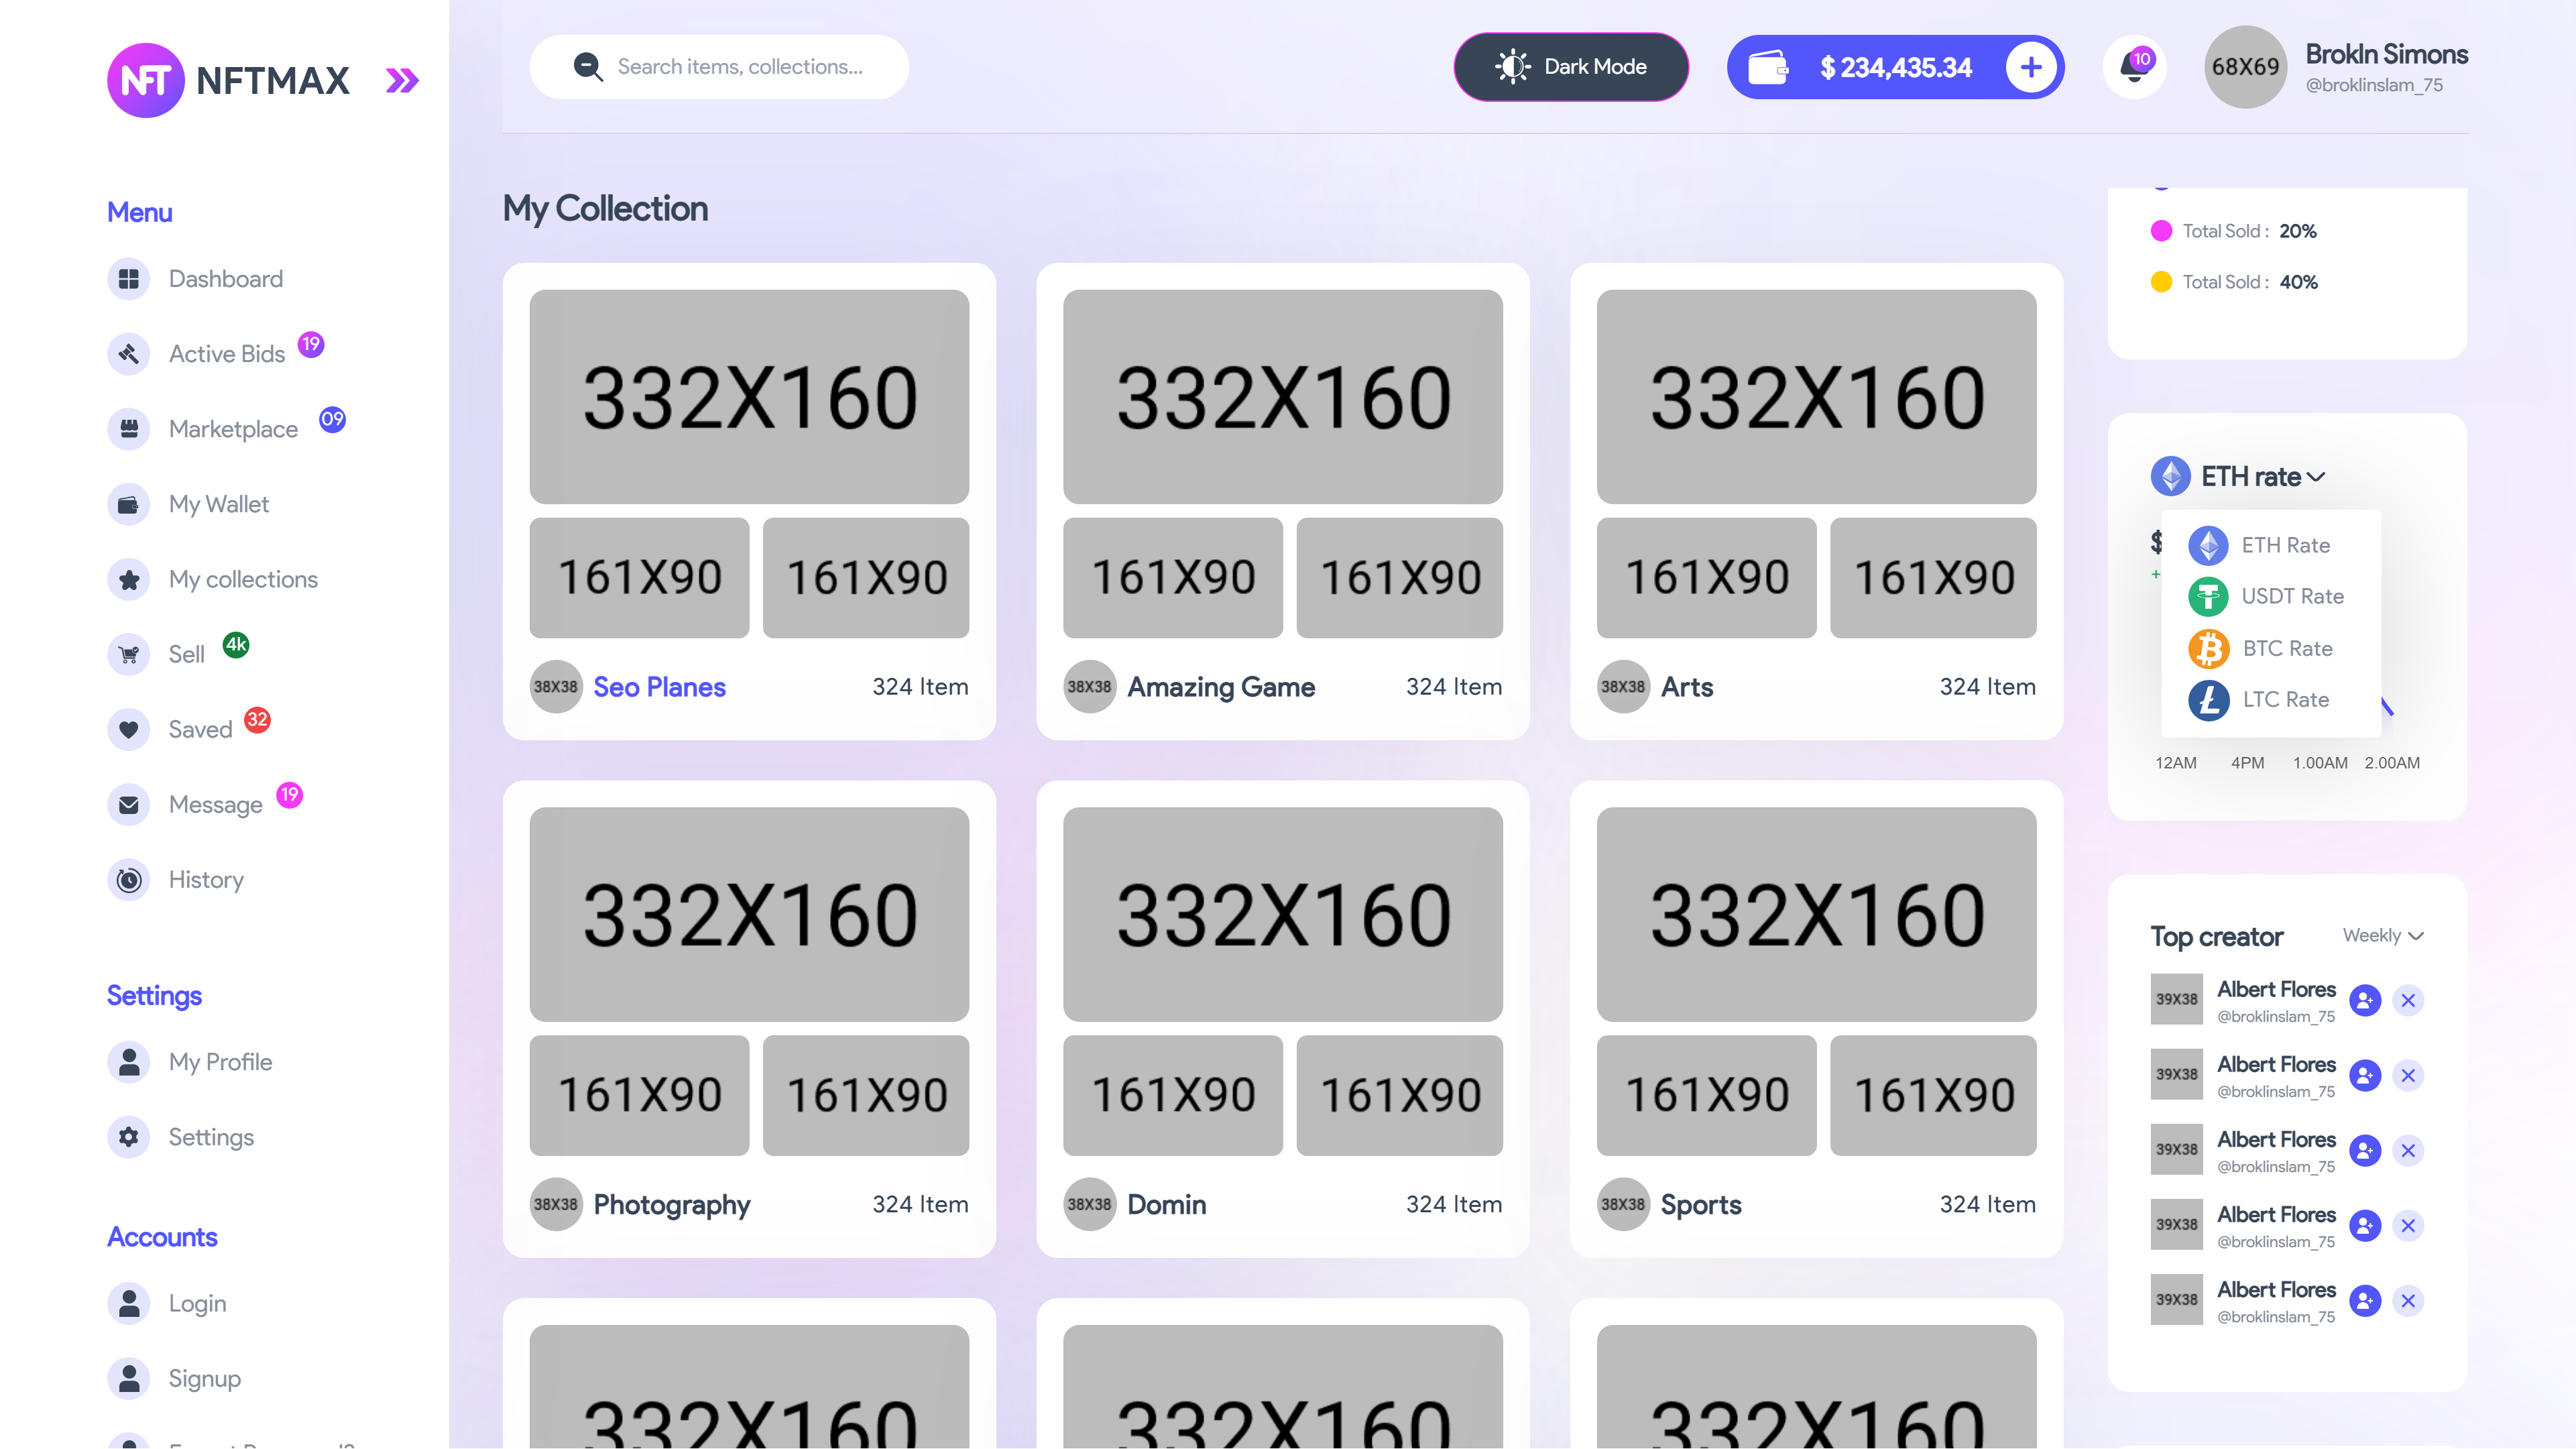 NFT NFTMAX
Menu
Dashboard
Active Bids 19
Marketplace 09
My Wallet
My collections
Sell 4k
Saved 32
Message 19
History
Settings
My Profile
Settings
Accounts
Login
Signup
Search items, collections...
Dark Mode
$ 234,435.34
10
68X69
Brokln Simons
@broklinslam_75
My Collection
332X160
161X90 161X90
38X38 Seo Planes 324 Item
332X160
161X90 161X90
38X38 Amazing Game 324 Item
332X160
161X90 161X90
38X38 Arts 324 Item
332X160
161X90 161X90
38X38 Photography 324 Item
332X160
161X90 161X90
38X38 Domin 324 Item
332X160
161X90 161X90
38X38 Sports 324 Item
332X160
332X160
332X160
Total Sold : 20%
Total Sold : 40%
ETH rate
$
+
ETH Rate
USDT Rate
BTC Rate
LTC Rate
12AM 4PM 1.00AM 2.00AM
Top creator Weekly
39X38 Albert Flores
@broklinslam_75
39X38 Albert Flores
@broklinslam_75
39X38 Albert Flores
@broklinslam_75
39X38 Albert Flores
@broklinslam_75
39X38 Albert Flores
@broklinslam_75